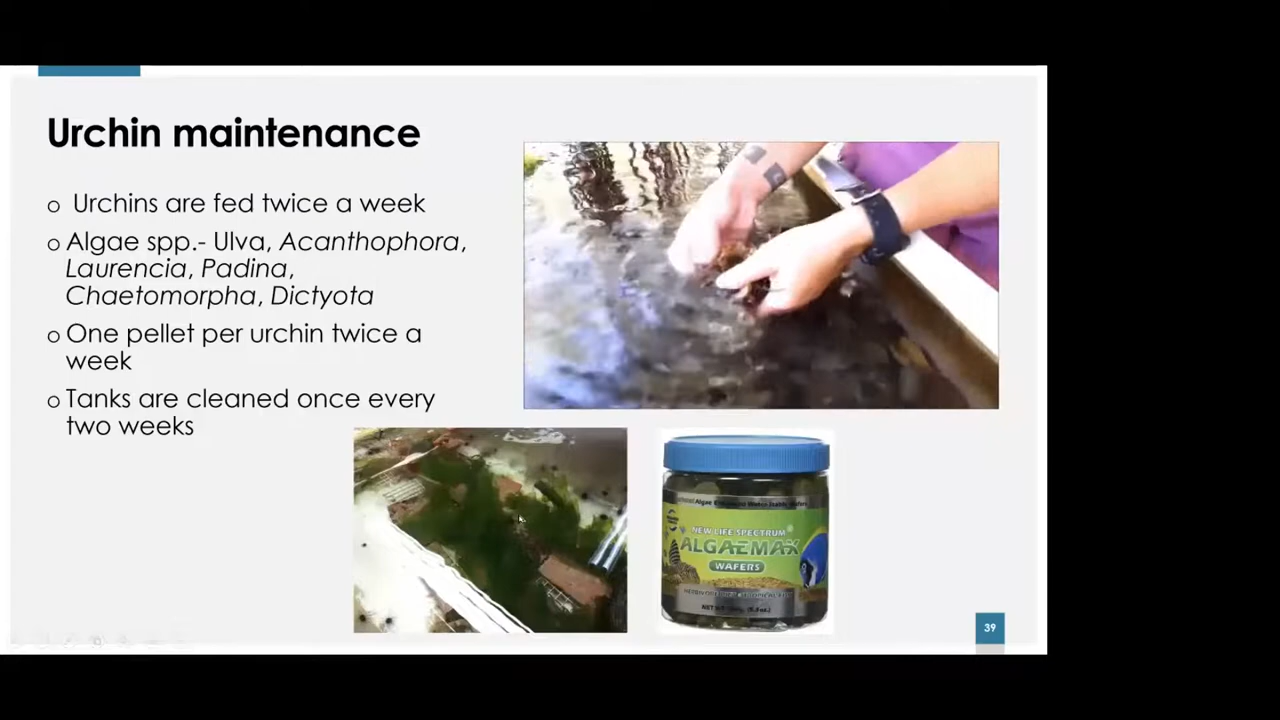 Urchin maintenance
o Urchins are fed twice a week
o Algae spp.- Ulva, Acanthophora,
Laurencia, Padina,
Chaetomorpha, Dictyota
o One pellet per urchin twice a
week
o Tanks are cleaned once every
two weeks
NEW LIFE SPECTRUM
ALGAEMAX
WAFERS
39